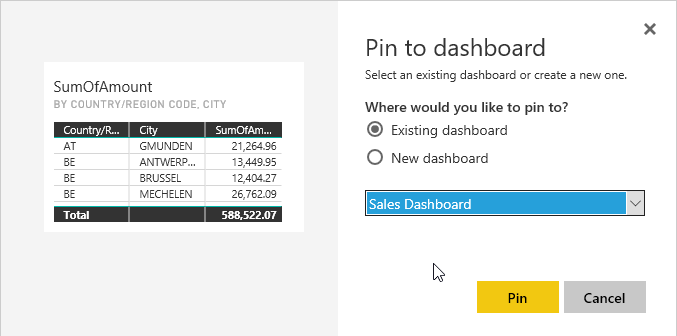 Pin to dashboard
Select an existing dashboard or create a new one.
Where would you like to pin to?
Existing dashboard
New dashboard
Sales Dashboard
Pin Cancel
SumOfAmount
BY COUNTRY/REGION CODE, CITY
Country/R... City SumOfAm...
AT GMUNDEN 21,264.96
BE ANTWERP... 13,449.95
BE BRUSSEL 12,404.27
BE MECHELEN 26,762.09
Total 588,522.07